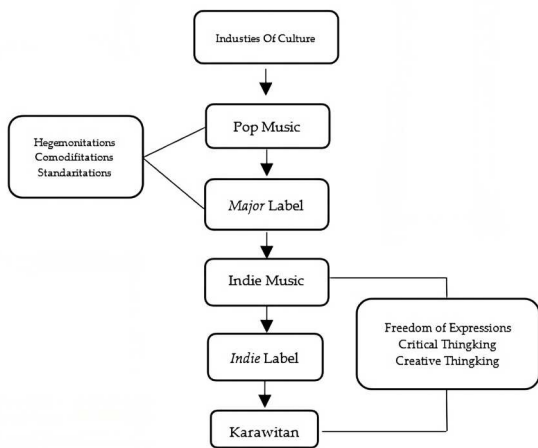 Industies Of Culture
Pop Music
Hegemonitations
Comodifitations
Standaritations
Major Label
Indie Music
Freedom of Expressions
Critical Thingking
Creative Thingking
Indie Label
Karawitan